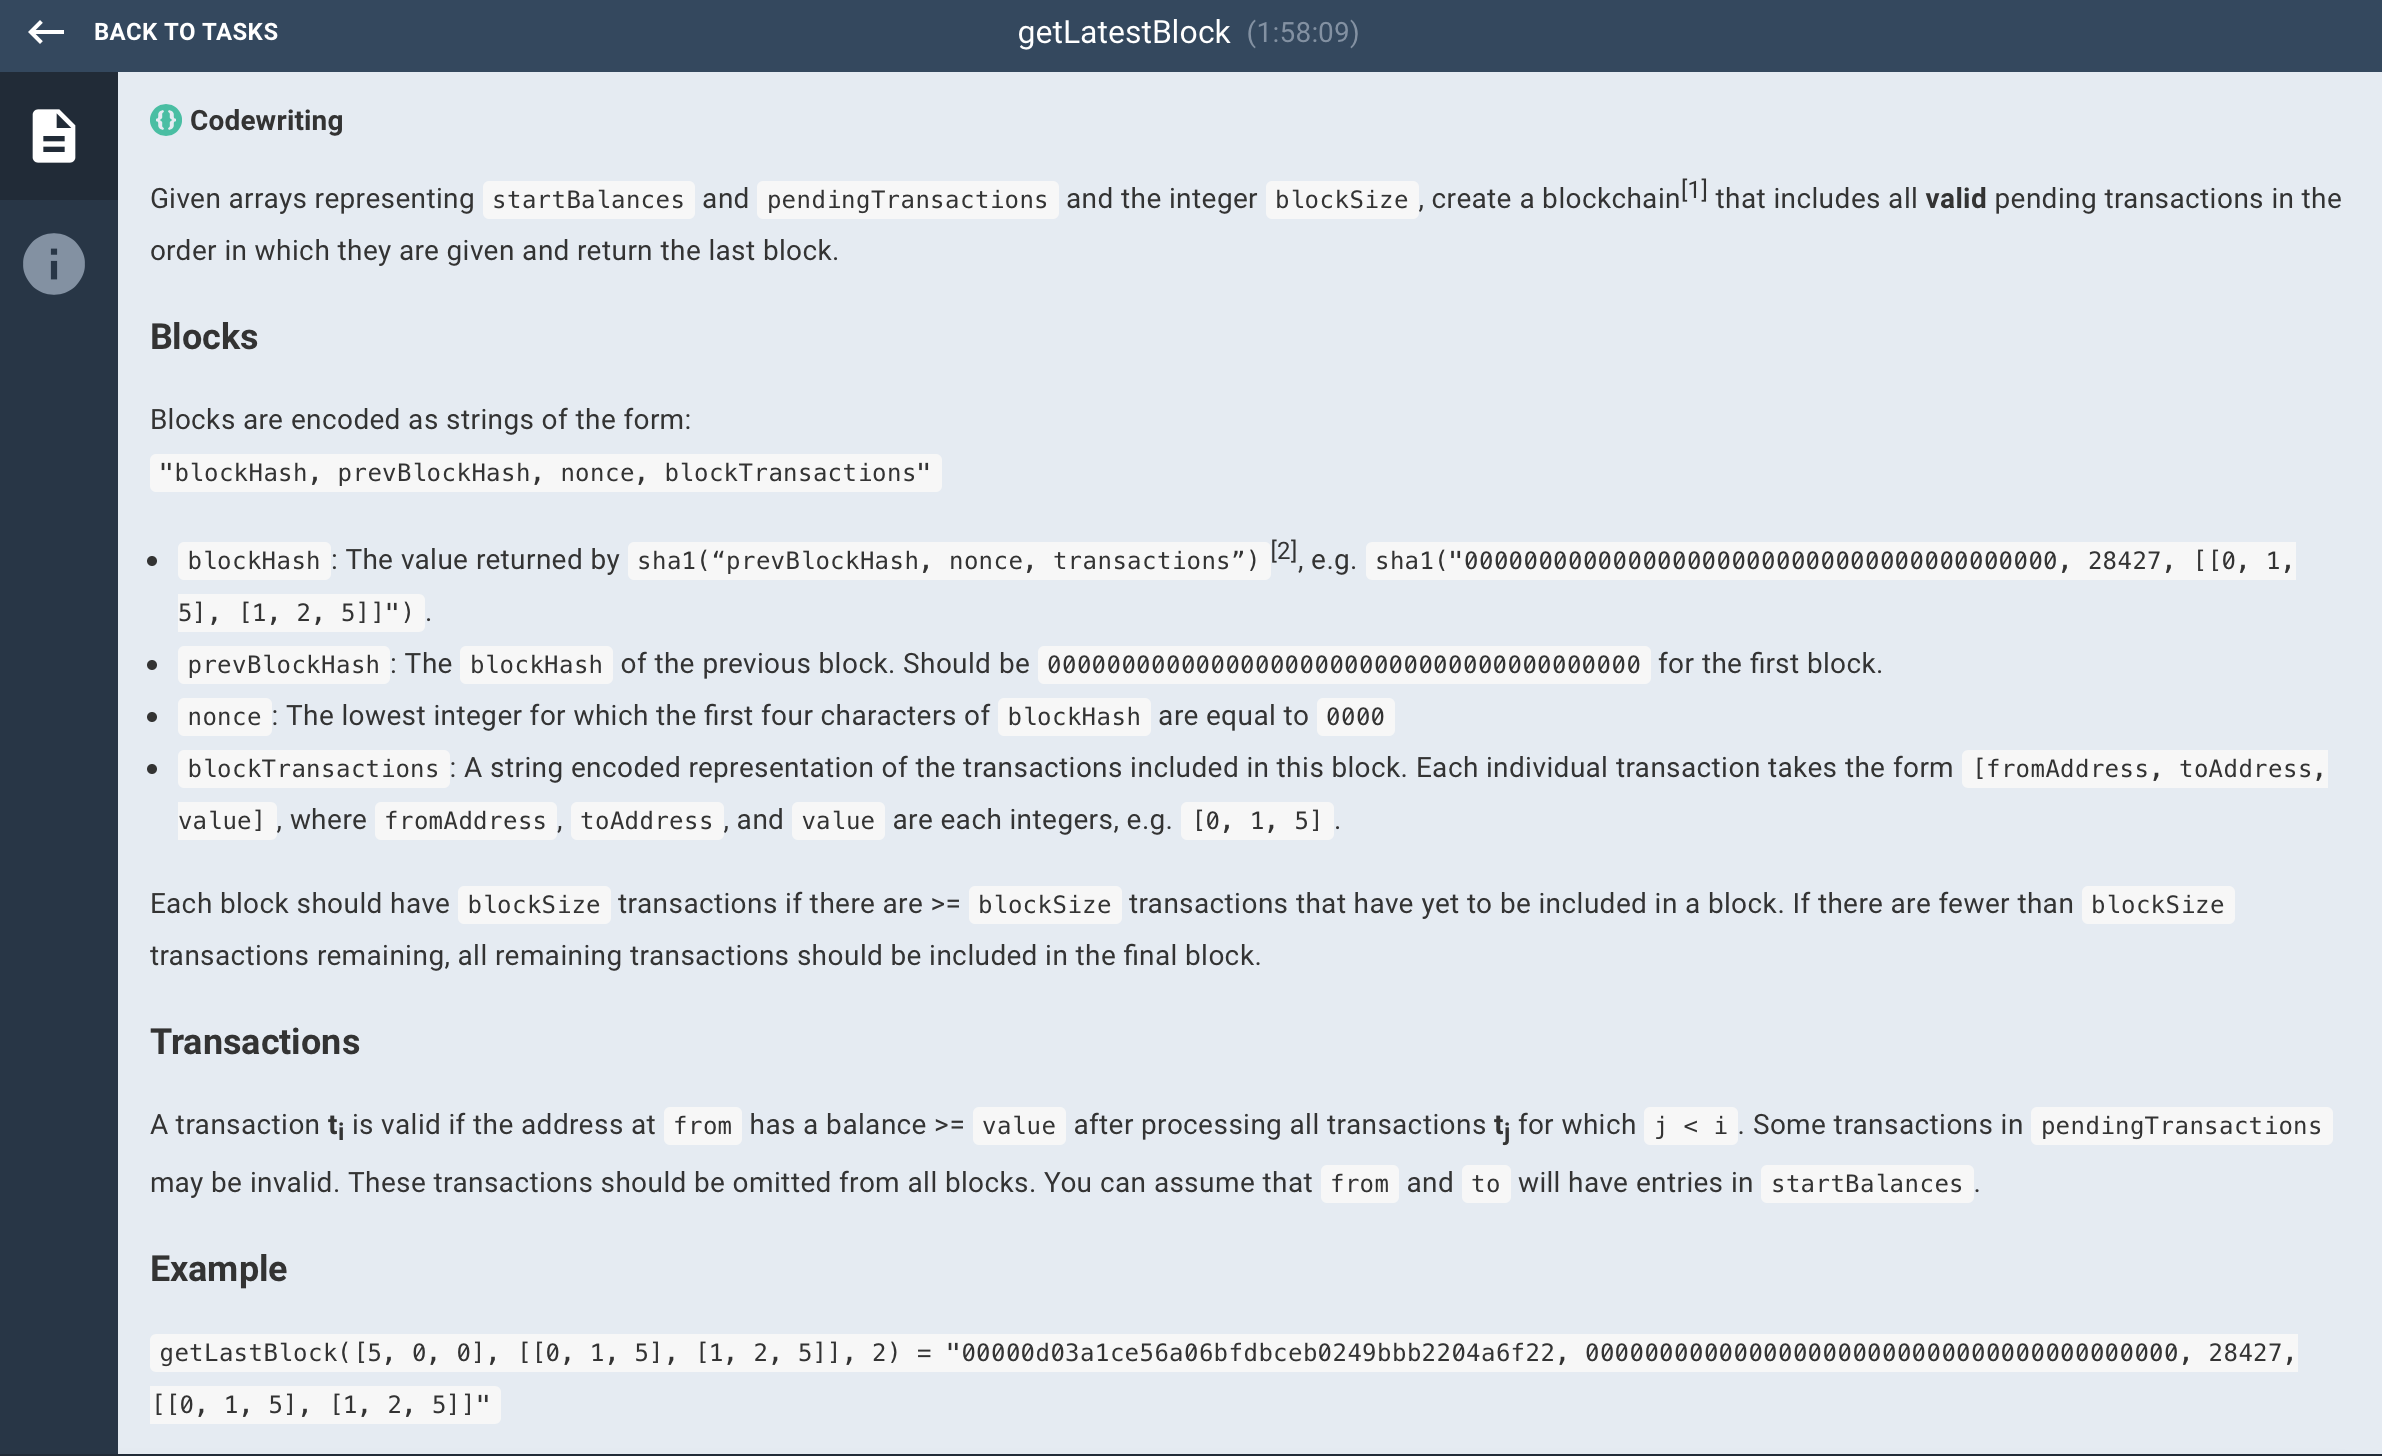 BACK TO TASKS
getLatestBlock (1:58:09)
Codewriting
Given arrays representing startBalances and pendingTransactions and the integer blockSize, create a blockchain[1] that includes all valid pending transactions in the
order in which they are given and return the last block.
Blocks
Blocks are encoded as strings of the form:
"blockHash, prevBlockHash, nonce, blockTransactions"
• blockHash: The value returned by sha1(“prevBlockHash, nonce, transactions”)[2], e.g. sha1("0000000000000000000000000000000000000000, 28427, [[0, 1,
5], [1, 2, 5]]").
• prevBlockHash: The blockHash of the previous block. Should be 0000000000000000000000000000000000000000 for the first block.
• nonce: The lowest integer for which the first four characters of blockHash are equal to 0000
• blockTransactions: A string encoded representation of the transactions included in this block. Each individual transaction takes the form [fromAddress, toAddress,
value], where fromAddress, toAddress, and value are each integers, e.g. [0, 1, 5].
Each block should have blockSize transactions if there are >= blockSize transactions that have yet to be included in a block. If there are fewer than blockSize
transactions remaining, all remaining transactions should be included in the final block.
Transactions
A transaction ti is valid if the address at from has a balance >= value after processing all transactions tj for which j < i. Some transactions in pendingTransactions
may be invalid. These transactions should be omitted from all blocks. You can assume that from and to will have entries in startBalances.
Example
getLastBlock([5, 0, 0], [[0, 1, 5], [1, 2, 5]], 2) = "00000d03a1ce56a06bfdbceb0249bbb2204a6f22, 0000000000000000000000000000000000000000, 28427,
[[0, 1, 5], [1, 2, 5]]"